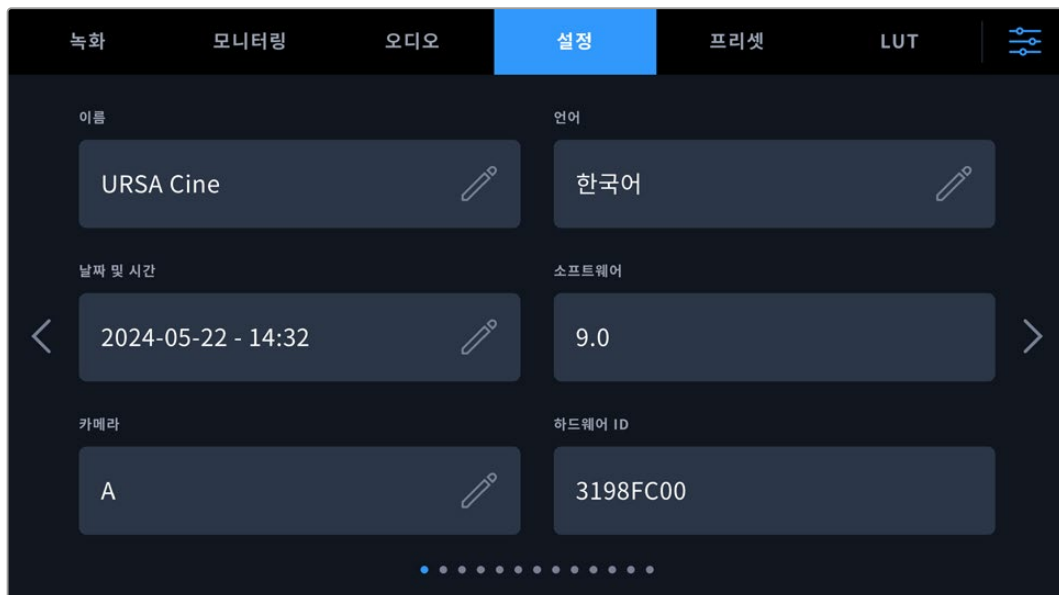 녹화 모니터링 오디오 설정 프리셋 LUT
이름 언어
URSA Cine 한국어
날짜 및 시간 소프트웨어
2024-05-22 - 14:32 9.0
카메라 하드웨어 ID
A 3198FC00